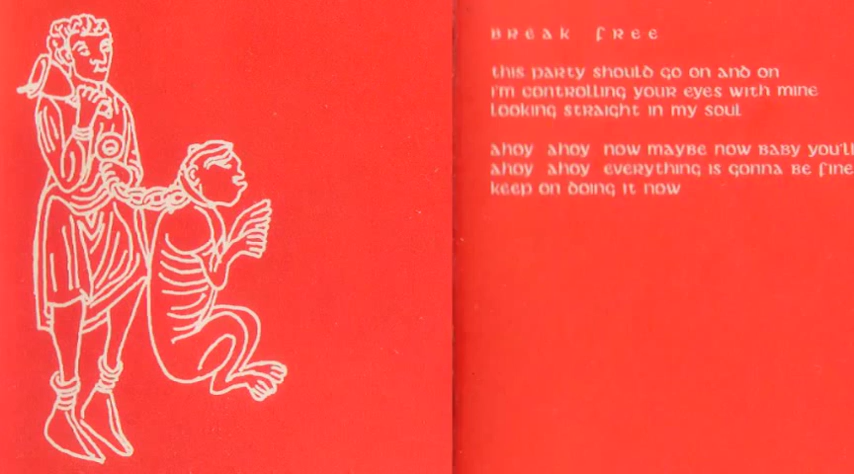 BREAK FREE
this party should go on and on
i'm controlling your eyes with mine
looking straight in my soul
ahoy ahoy now maybe now baby you'll
ahoy ahoy everything is gonna be fine
keep on doing it now